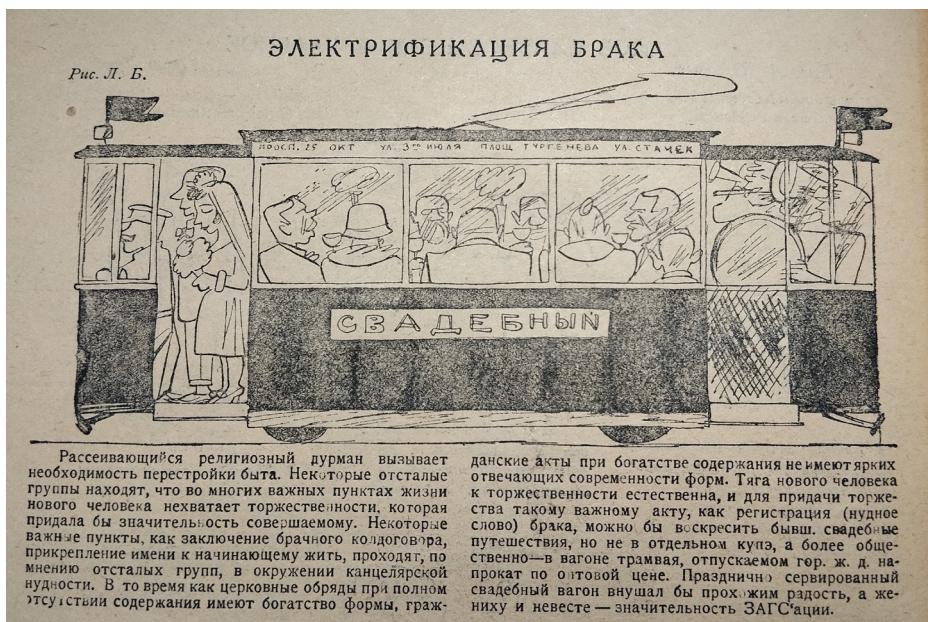 ЭЛЕКТРИФИКАЦИЯ БРАКА
Рис. Л. Б.
ПРОСП. 25 ОКТ УЛ. 3го ИЮЛЯ ПЛОЩ ТУРГЕНЕВА УЛ. СТАЧЕК
СВАДЕБНЫЙ
Рассеивающийся религиозный дурман вызывает
необходимость перестройки быта. Некоторые отсталые
группы находят, что во многих важных пунктах жизни
нового человека нехватает торжественности, которая
придала бы значительность совершаемому. Некоторые
важные пункты, как заключение брачного колдоговора,
прикрепление имени к начинающему жить, проходят, по
мнению отсталых групп, в окружении канцелярской
нудности. В то время как церковные обряды при полном
отсутствии содержания имеют богатство формы, граж-
данские акты при богатстве содержания не имеют ярких
отвечающих современности форм. Тяга нового человека
к торжественности естественна, и для придачи торже-
ства такому важному акту, как регистрация (нудное
слово) брака, можно бы воскресить бывш. свадебные
путешествия, но не в отдельном купэ, а более обще-
ственно—в вагоне трамвая, отпускаемом гор. ж. д. на-
прокат по оптовой цене. Празднично сервированный
свадебный вагон внушал бы прохожим радость, а же-
ниху и невесте — значительность ЗАГС'ации.